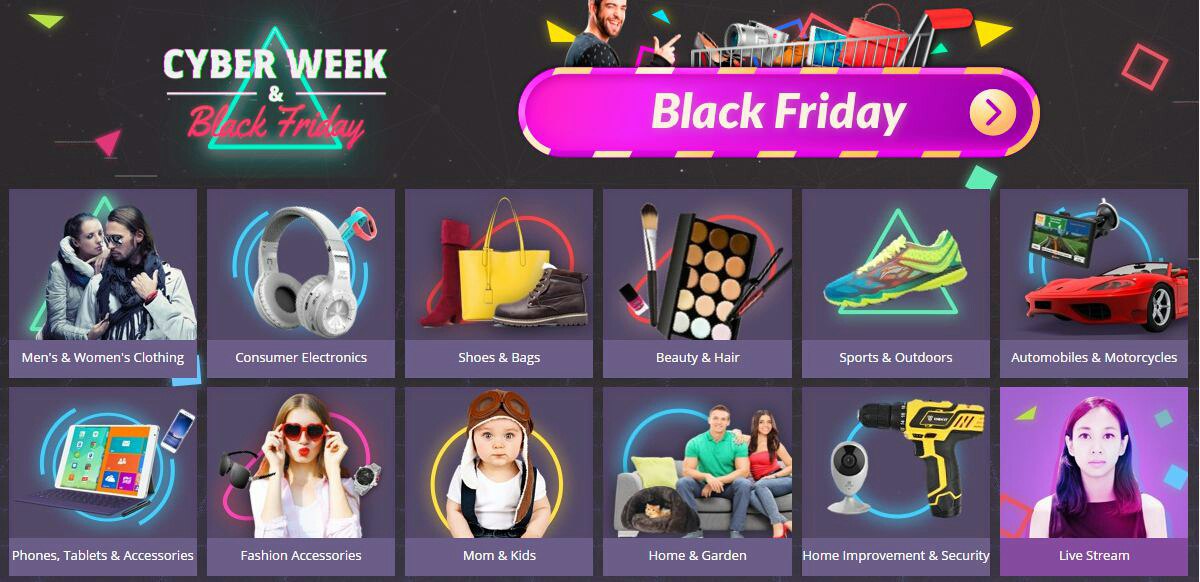 CYBER WEEK
&
Black Friday
Black Friday
Men's & Women's Clothing
Consumer Electronics
Shoes & Bags
Beauty & Hair
Sports & Outdoors
Automobiles & Motorcycles
Phones, Tablets & Accessories
Fashion Accessories
Mom & Kids
Home & Garden
Home Improvement & Security
Live Stream